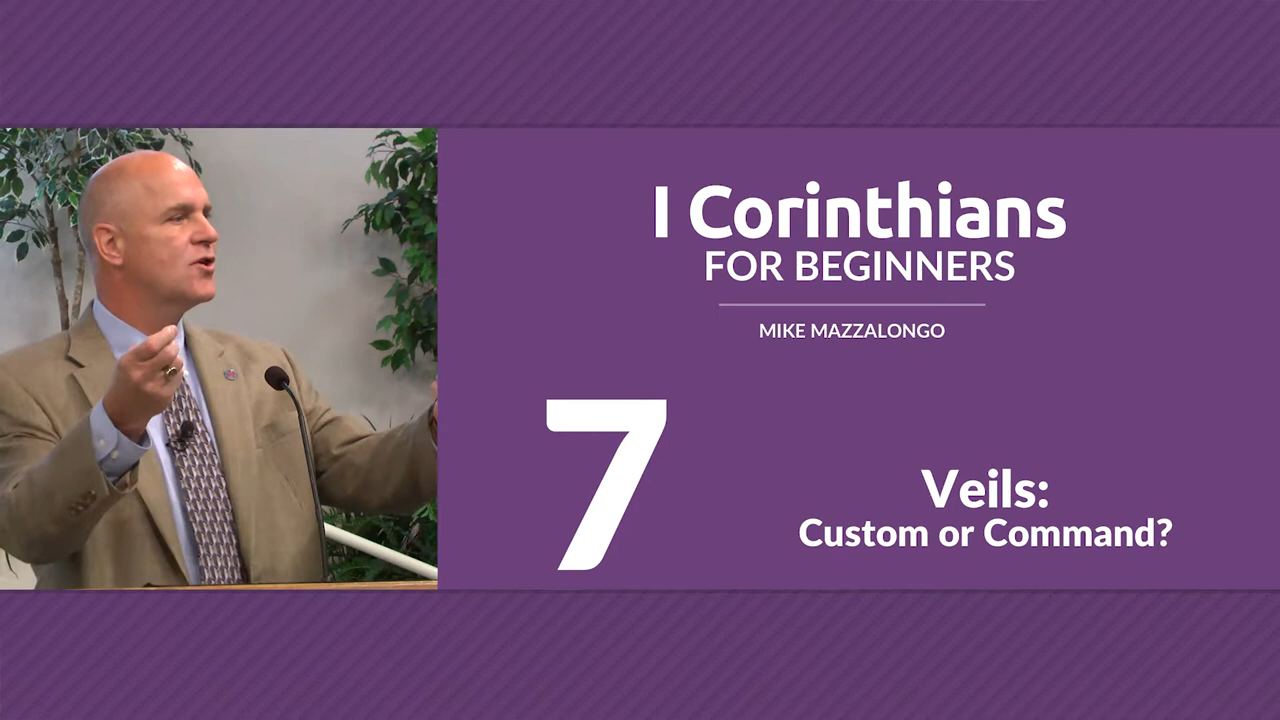 I Corinthians
FOR BEGINNERS
MIKE MAZZALONGO
7
Veils:
Custom or Command?